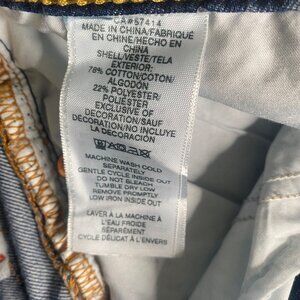 CA#57414
MADE IN CHINA/FABRIQUÉ
EN CHINE/HECHO EN
CHINA
SHELL/VESTE/TELA
EXTERIOR:
78% COTTON/COTON/
ALGODÓN
22% POLYESTER/
POLIÉSTER
EXCLUSIVE OF
DECORATION/SAUF
DÉCORATION/NO INCLUYE
LA DECORACIÓN
MACHINE WASH COLD
SEPARATELY
GENTLE CYCLE INSIDE OUT
DO NOT BLEACH
TUMBLE DRY LOW
REMOVE PROMPTLY
LOW IRON INSIDE OUT
LAVER À LA MACHINE À
L'EAU FROIDE
SÉPARÉMENT
CYCLE DÉLICAT À L'ENVERS